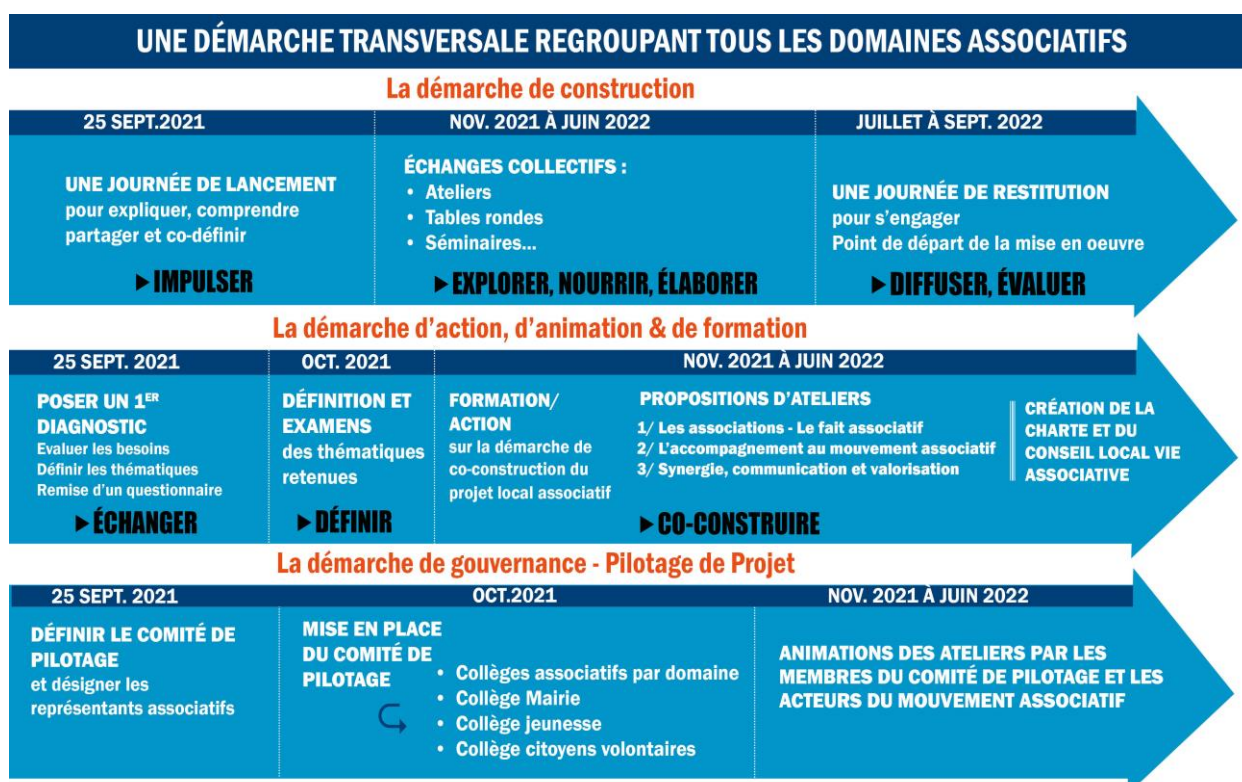 UNE DÉMARCHE TRANSVERSALE REGROUPANT TOUS LES DOMAINES ASSOCIATIFS
La démarche de construction
25 SEPT.2021
NOV. 2021 À JUIN 2022
JUILLET À SEPT. 2022
UNE JOURNÉE DE LANCEMENT
pour expliquer, comprendre
partager et co-définir
▶ IMPULSER
ÉCHANGES COLLECTIFS :
• Ateliers
• Tables rondes
• Séminaires...
▶ EXPLORER, NOURRIR, ÉLABORER
UNE JOURNÉE DE RESTITUTION
pour s'engager
Point de départ de la mise en oeuvre
▶ DIFFUSER, ÉVALUER
La démarche d'action, d'animation & de formation
25 SEPT. 2021
OCT. 2021
NOV. 2021 À JUIN 2022
POSER UN 1ER
DIAGNOSTIC
Evaluer les besoins
Définir les thématiques
Remise d'un questionnaire
▶ ÉCHANGER
DÉFINITION ET
EXAMENS
des thématiques
retenues
▶ DÉFINIR
FORMATION/
ACTION
sur la démarche de
co-construction du
projet local associatif
PROPOSITIONS D'ATELIERS
1/ Les associations - Le fait associatif
2/ L'accompagnement au mouvement associatif
3/ Synergie, communication et valorisation
▶ CO-CONSTRUIRE
CRÉATION DE LA
CHARTE ET DU
CONSEIL LOCAL VIE
ASSOCIATIVE
La démarche de gouvernance - Pilotage de Projet
25 SEPT. 2021
OCT.2021
NOV. 2021 À JUIN 2022
DÉFINIR LE COMITÉ DE
PILOTAGE
et désigner les
représentants associatifs
MISE EN PLACE
DU COMITÉ DE
PILOTAGE
• Collèges associatifs par domaine
• Collège Mairie
• Collège jeunesse
• Collège citoyens volontaires
ANIMATIONS DES ATELIERS PAR LES
MEMBRES DU COMITÉ DE PILOTAGE ET LES
ACTEURS DU MOUVEMENT ASSOCIATIF